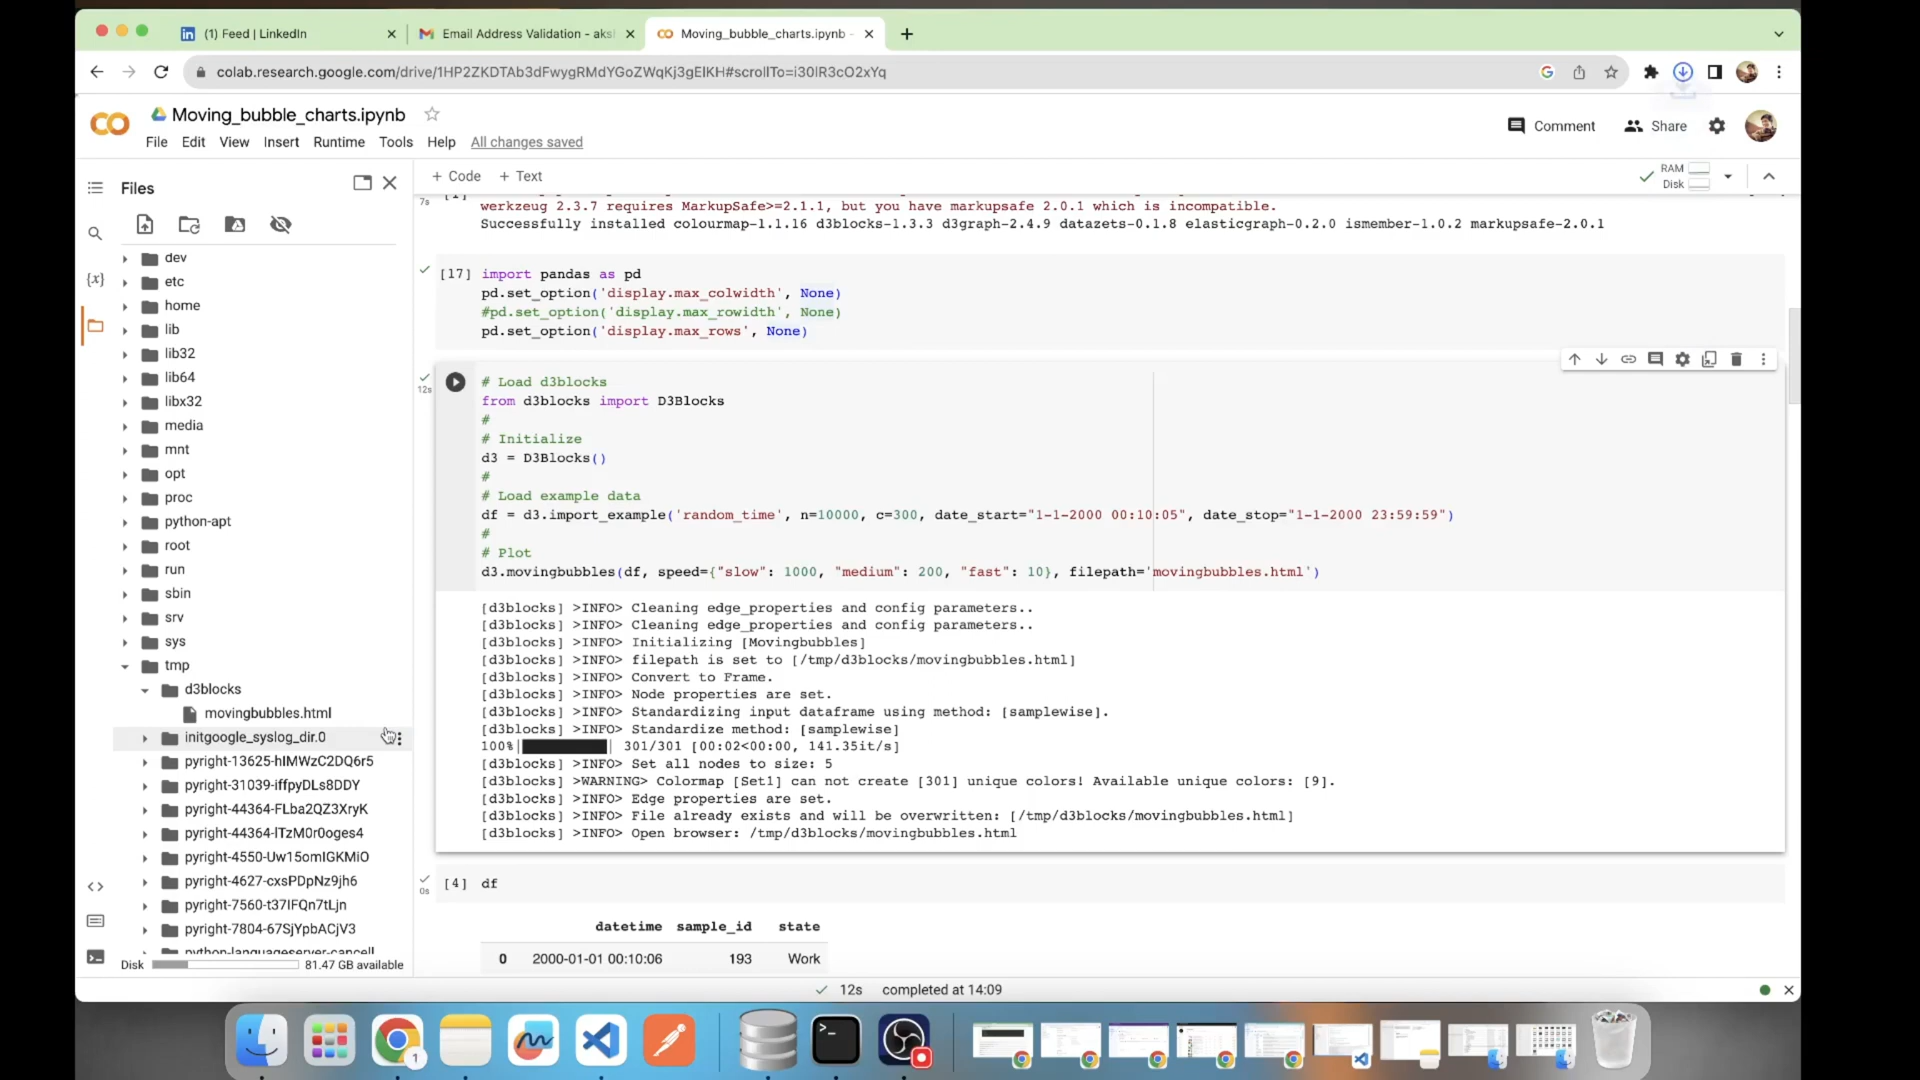 (1) Feed | LinkedIn
Email Address Validation - aks
Moving_bubble_charts.ipynb -
colab.research.google.com/drive/1HP2ZKDTAb3dFwygRMdYGoZWqKj3gElKH#scrollTo=i30lR3cO2xYq
Moving_bubble_charts.ipynb
File Edit View Insert Runtime Tools Help All changes saved
Comment
Share
Files
+ Code + Text
RAM
Disk
dev
etc
home
lib
lib32
lib64
libx32
media
mnt
opt
proc
python-apt
root
run
sbin
srv
sys
tmp
d3blocks
movingbubbles.html
initgoogle_syslog_dir.0
pyright-13625-hIMWzC2DQ6r5
pyright-31039-iffpyDLs8DDY
pyright-44364-FLba2QZ3XryK
pyright-44364-lTzM0r0oges4
pyright-4550-Uw15omIGKMiO
pyright-4627-cxsPDpNz9jh6
pyright-7560-t37IFQn7tLjn
pyright-7804-67SjYpbACjV3
python-languageserver-cancell
Disk 81.47 GB available
7s
[1]
werkzeug 2.3.7 requires MarkupSafe>=2.1.1, but you have markupsafe 2.0.1 which is incompatible.
Successfully installed colourmap-1.1.16 d3blocks-1.3.3 d3graph-2.4.9 datazets-0.1.8 elasticgraph-0.2.0 ismember-1.0.2 markupsafe-2.0.1
[17] import pandas as pd
pd.set_option('display.max_colwidth', None)
#pd.set_option('display.max_rowidth', None)
pd.set_option('display.max_rows', None)
12s
# Load d3blocks
from d3blocks import D3Blocks
#
# Initialize
d3 = D3Blocks()
#
# Load example data
df = d3.import_example('random_time', n=10000, c=300, date_start="1-1-2000 00:10:05", date_stop="1-1-2000 23:59:59")
#
# Plot
d3.movingbubbles(df, speed={"slow": 1000, "medium": 200, "fast": 10}, filepath='movingbubbles.html')
[d3blocks] >INFO> Cleaning edge_properties and config parameters..
[d3blocks] >INFO> Cleaning edge_properties and config parameters..
[d3blocks] >INFO> Initializing [Movingbubbles]
[d3blocks] >INFO> filepath is set to [/tmp/d3blocks/movingbubbles.html]
[d3blocks] >INFO> Convert to Frame.
[d3blocks] >INFO> Node properties are set.
[d3blocks] >INFO> Standardizing input dataframe using method: [samplewise].
[d3blocks] >INFO> Standardize method: [samplewise]
100%| | 301/301 [00:02<00:00, 141.35it/s]
[d3blocks] >INFO> Set all nodes to size: 5
[d3blocks] >WARNING> Colormap [Set1] can not create [301] unique colors! Available unique colors: [9].
[d3blocks] >INFO> Edge properties are set.
[d3blocks] >INFO> File already exists and will be overwritten: [/tmp/d3blocks/movingbubbles.html]
[d3blocks] >INFO> Open browser: /tmp/d3blocks/movingbubbles.html
0s
[4] df
datetime sample_id state
0 2000-01-01 00:10:06 193 Work
12s completed at 14:09
1